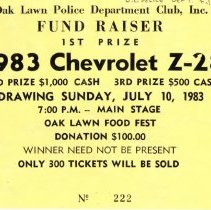 Oak Lawn Police Department Club, Inc.
FUND RAISER
1ST PRIZE
1983 Chevrolet Z-28
2ND PRIZE $1,000 CASH 3RD PRIZE $500 CASH
DRAWING SUNDAY, JULY 10, 1983
7:00 P.M. – MAIN STAGE
OAK LAWN FOOD FEST
DONATION $100.00
WINNER NEED NOT BE PRESENT
ONLY 300 TICKETS WILL BE SOLD
Nº 222